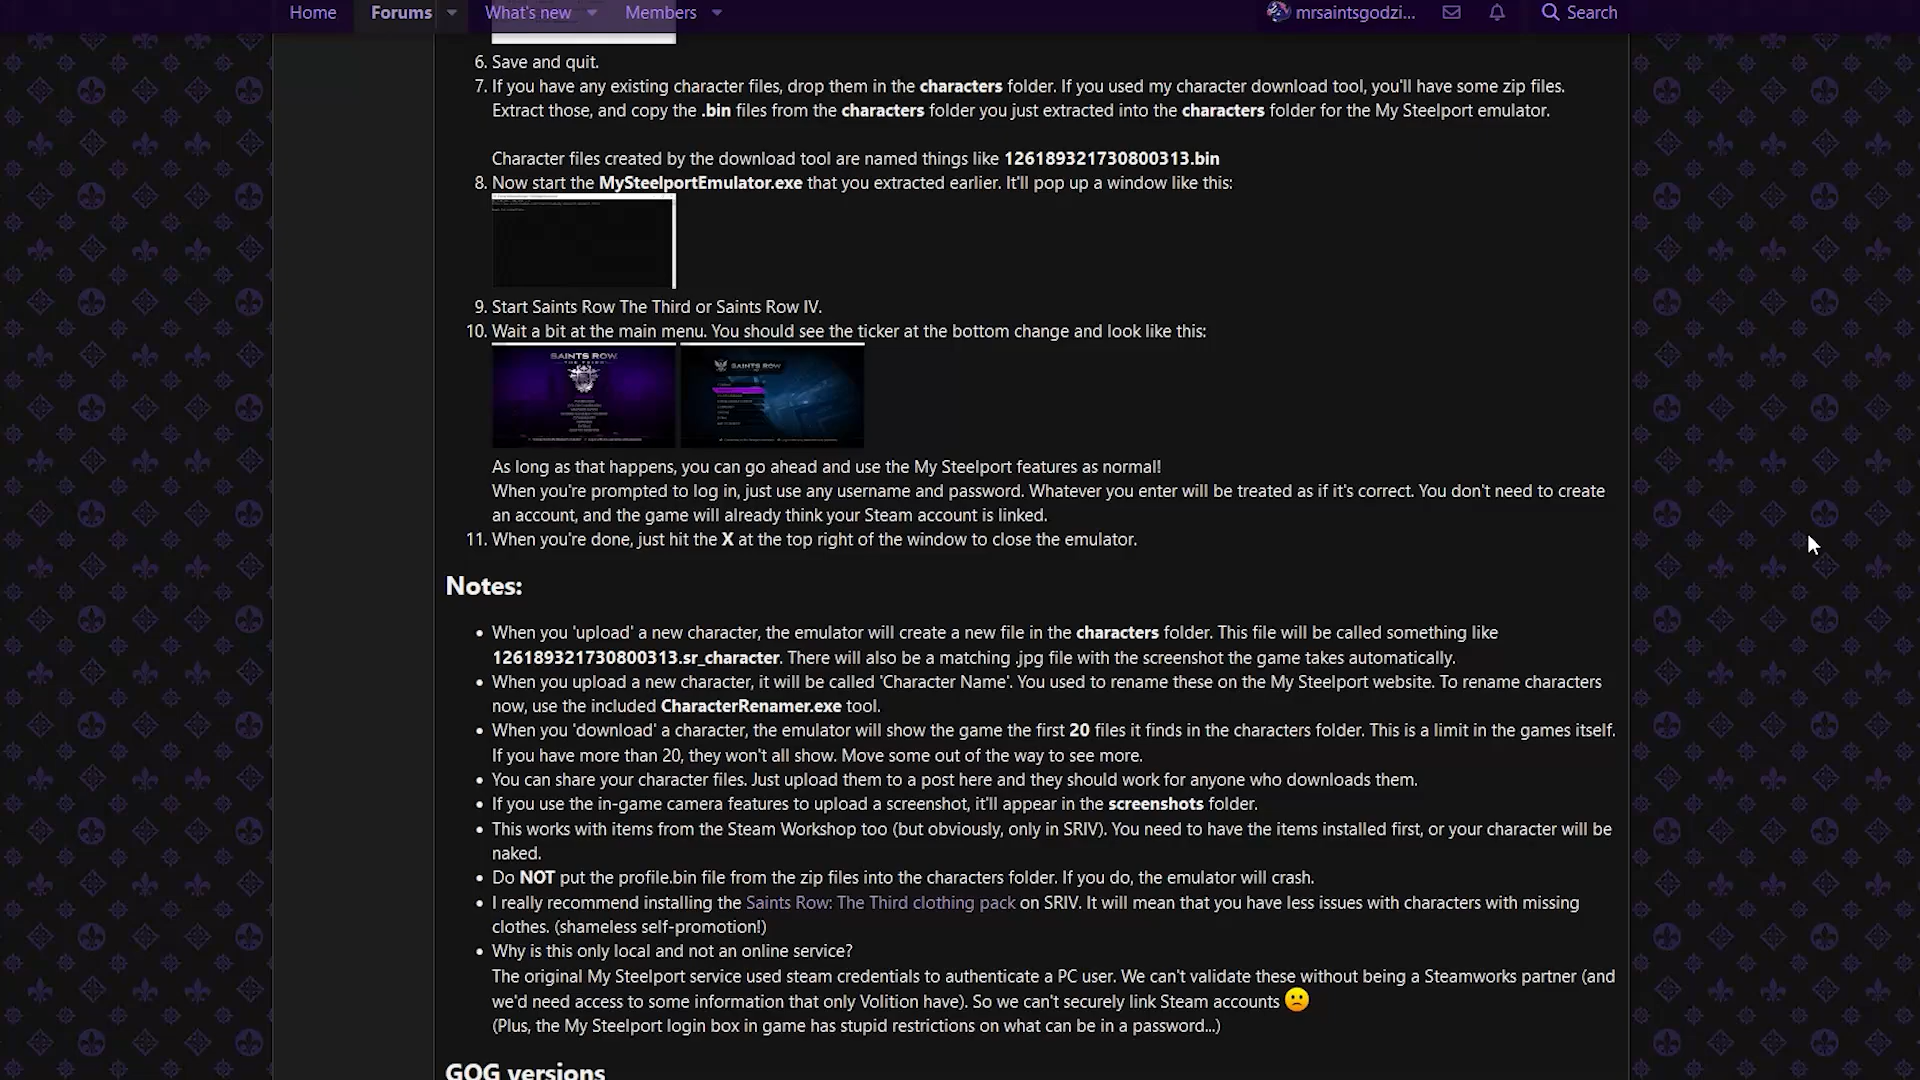 Home Forums What's new Members mrsaintsgodzi... Search
6. Save and quit.
7. If you have any existing character files, drop them in the characters folder. If you used my character download tool, you'll have some zip files.
Extract those, and copy the .bin files from the characters folder you just extracted into the characters folder for the My Steelport emulator.
Character files created by the download tool are named things like 126189321730800313.bin
8. Now start the MySteelportEmulator.exe that you extracted earlier. It'll pop up a window like this:
9. Start Saints Row The Third or Saints Row IV.
10. Wait a bit at the main menu. You should see the ticker at the bottom change and look like this:
SAINTS ROW
THE THIRD
SAINTS ROW
As long as that happens, you can go ahead and use the My Steelport features as normal!
When you're prompted to log in, just use any username and password. Whatever you enter will be treated as if it's correct. You don't need to create
an account, and the game will already think your Steam account is linked.
11. When you're done, just hit the X at the top right of the window to close the emulator.
Notes:
• When you 'upload' a new character, the emulator will create a new file in the characters folder. This file will be called something like
126189321730800313.sr_character. There will also be a matching .jpg file with the screenshot the game takes automatically.
• When you upload a new character, it will be called 'Character Name'. You used to rename these on the My Steelport website. To rename characters
now, use the included CharacterRenamer.exe tool.
• When you 'download' a character, the emulator will show the game the first 20 files it finds in the characters folder. This is a limit in the games itself.
If you have more than 20, they won't all show. Move some out of the way to see more.
• You can share your character files. Just upload them to a post here and they should work for anyone who downloads them.
• If you use the in-game camera features to upload a screenshot, it'll appear in the screenshots folder.
• This works with items from the Steam Workshop too (but obviously, only in SRIV). You need to have the items installed first, or your character will be
naked.
• Do NOT put the profile.bin file from the zip files into the characters folder. If you do, the emulator will crash.
• I really recommend installing the Saints Row: The Third clothing pack on SRIV. It will mean that you have less issues with characters with missing
clothes. (shameless self-promotion!)
• Why is this only local and not an online service?
The original My Steelport service used steam credentials to authenticate a PC user. We can't validate these without being a Steamworks partner (and
we'd need access to some information that only Volition have). So we can't securely link Steam accounts 🙁
(Plus, the My Steelport login box in game has stupid restrictions on what can be in a password...)
GOG versions